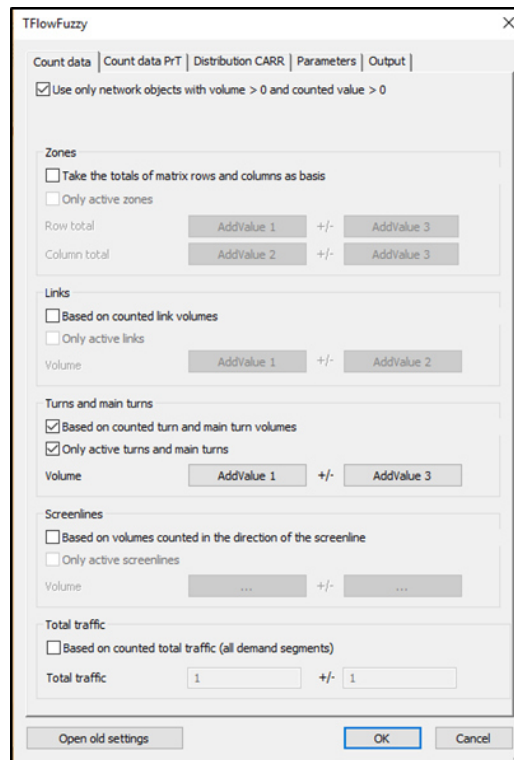 TFlowFuzzy
Count data Count data PrT Distribution CARR Parameters Output
Use only network objects with volume > 0 and counted value > 0
Zones
Take the totals of matrix rows and columns as basis
Only active zones
Row total AddValue 1 +/- AddValue 3
Column total AddValue 2 +/- AddValue 3
Links
Based on counted link volumes
Only active links
Volume AddValue 1 +/- AddValue 2
Turns and main turns
Based on counted turn and main turn volumes
Only active turns and main turns
Volume AddValue 1 +/- AddValue 3
Screenlines
Based on volumes counted in the direction of the screenline
Only active screenlines
Volume ... +/- ...
Total traffic
Based on counted total traffic (all demand segments)
Total traffic 1 +/- 1
Open old settings OK Cancel